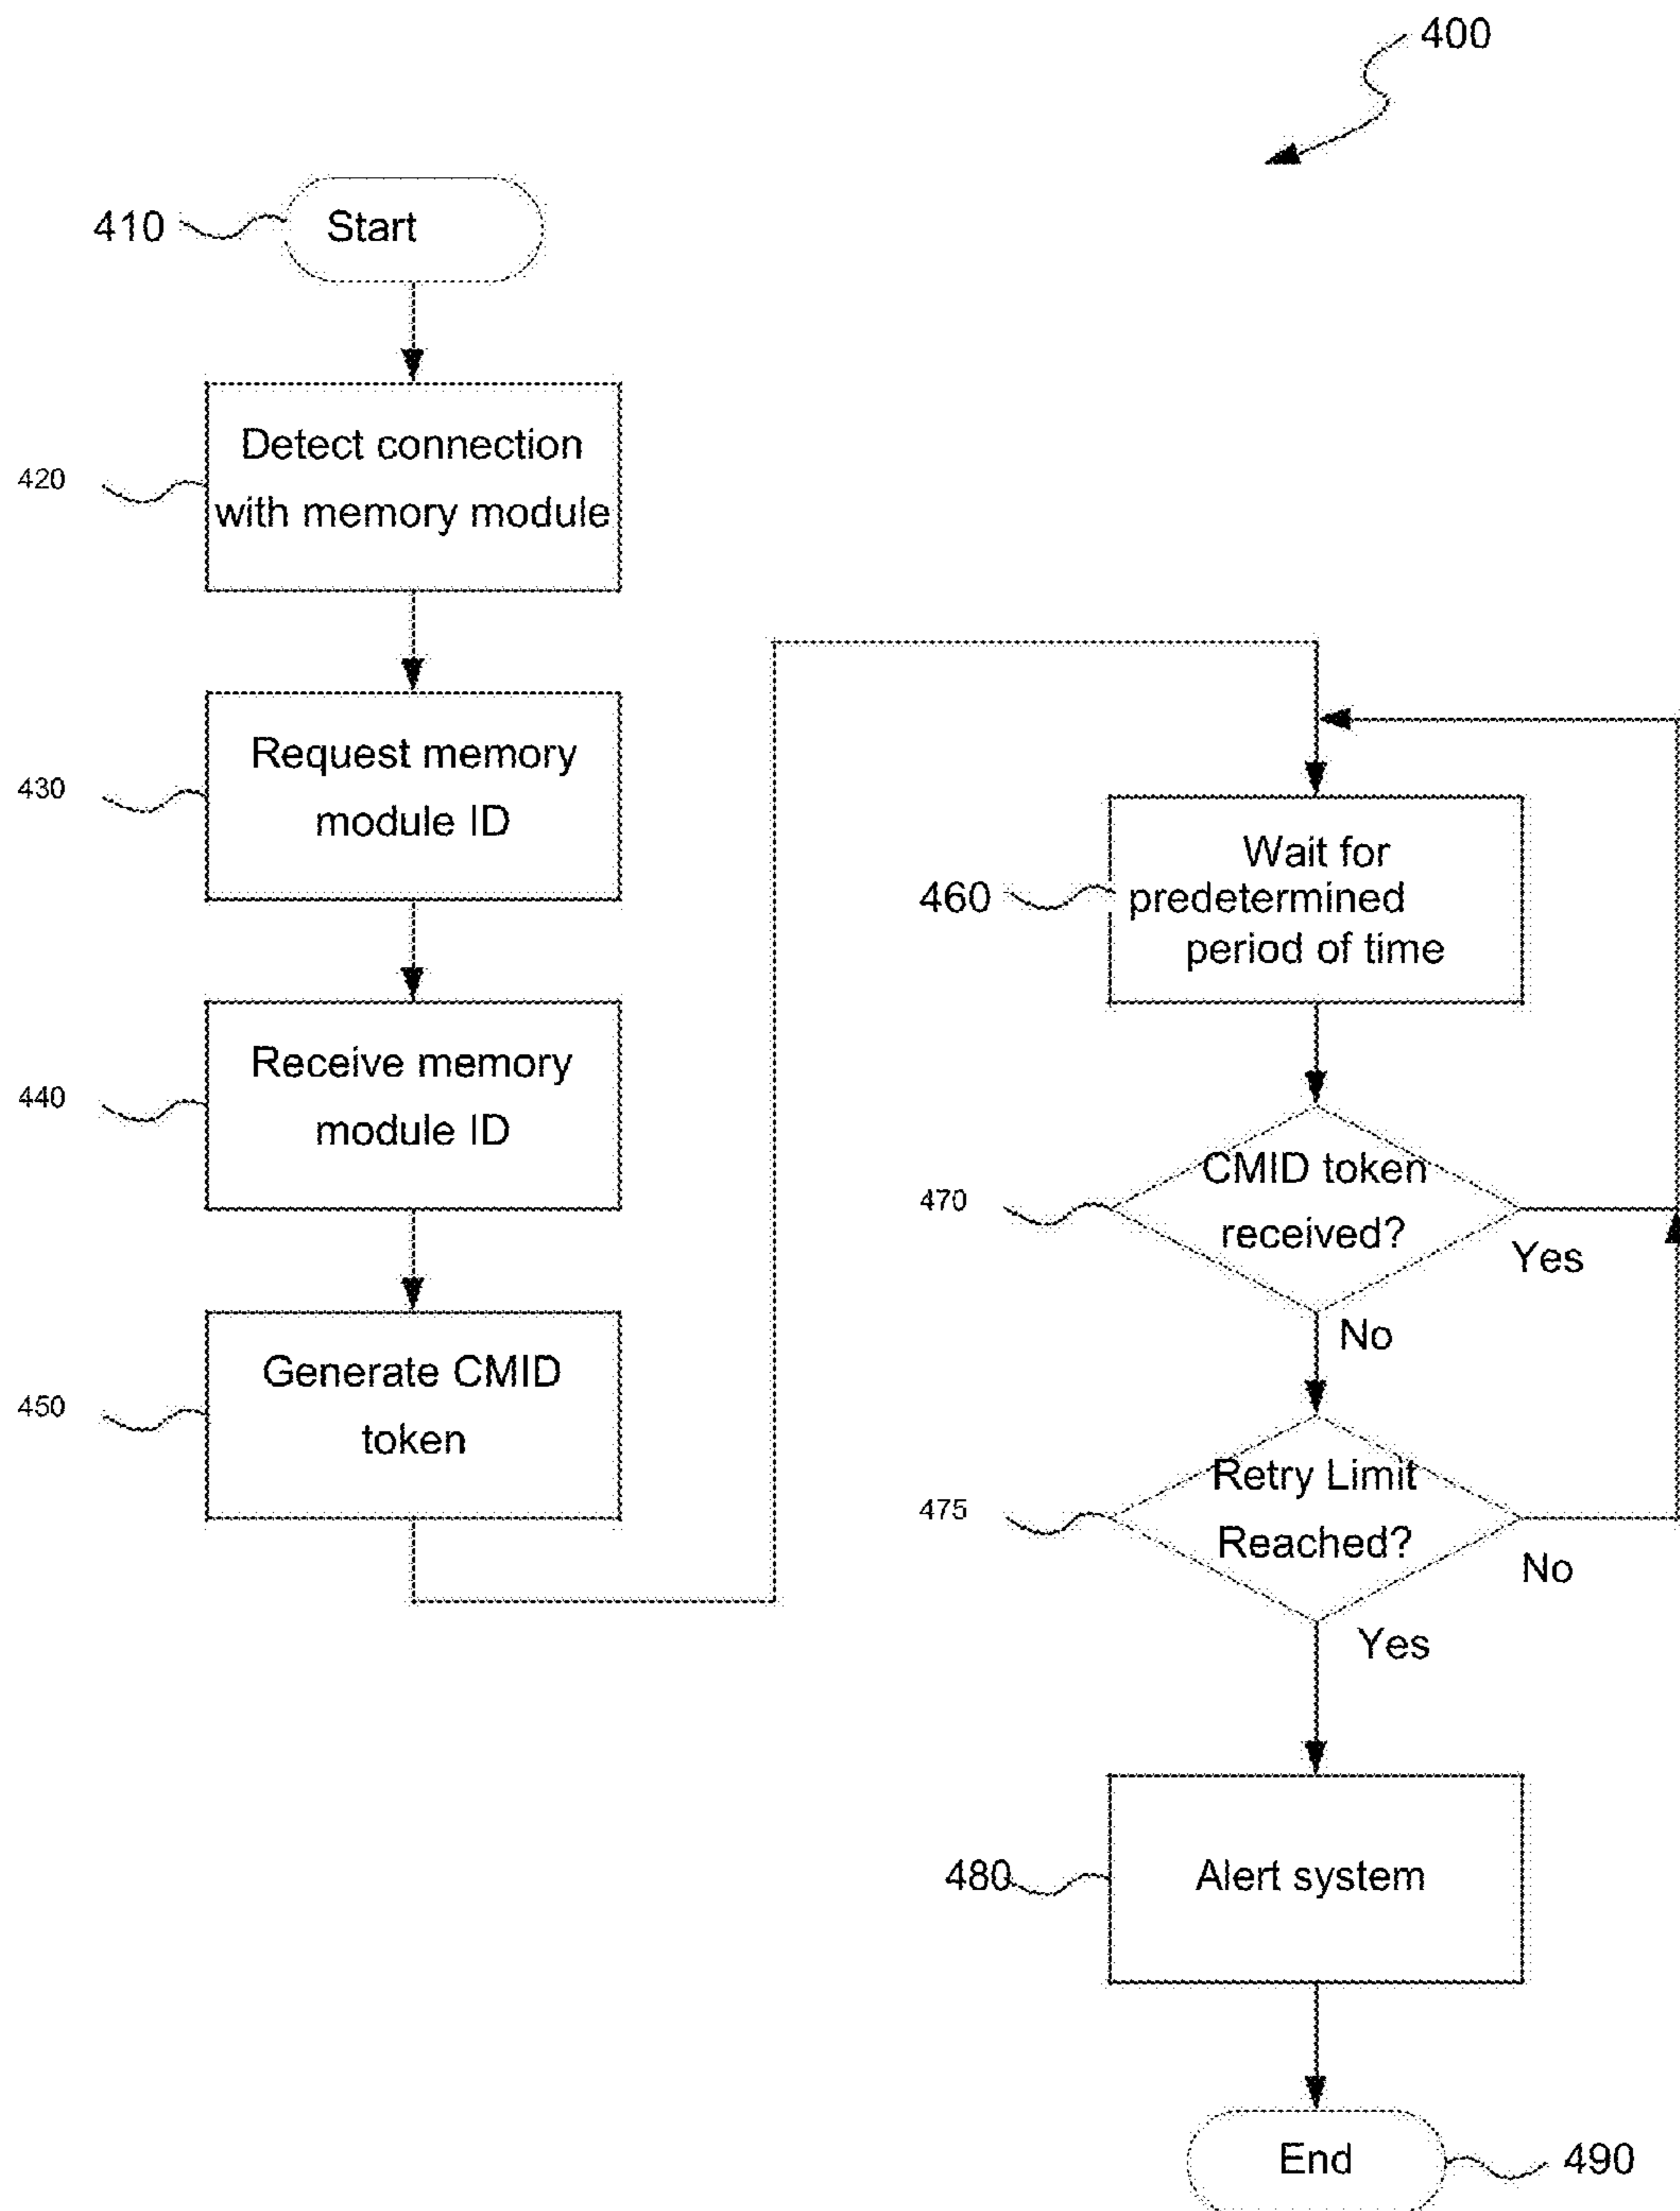 400
410
Start
420
Detect connection
with memory module
430
Request memory
module ID
440
Receive memory
module ID
450
Generate CMID
token
460
Wait for
predetermined
period of time
470
CMID token
received?
Yes
No
475
Retry Limit
Reached?
No
Yes
480
Alert system
End
490